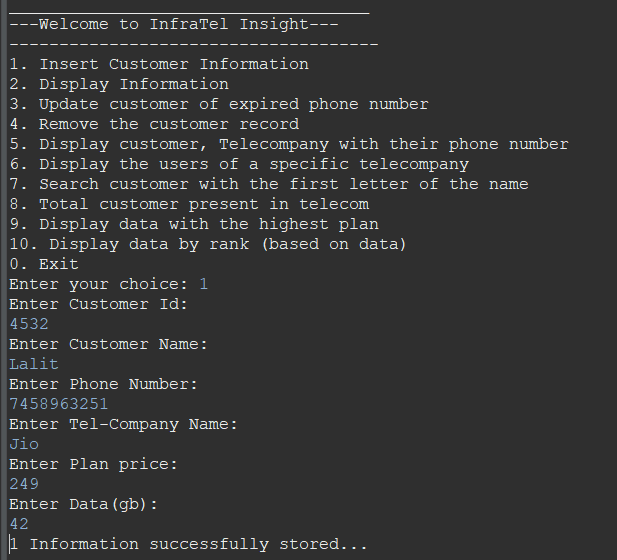 ---Welcome to InfraTel Insight---
-------------------------------------
1. Insert Customer Information
2. Display Information
3. Update customer of expired phone number
4. Remove the customer record
5. Display customer, Telecompany with their phone number
6. Display the users of a specific telecompany
7. Search customer with the first letter of the name
8. Total customer present in telecom
9. Display data with the highest plan
10. Display data by rank (based on data)
0. Exit
Enter your choice: 1
Enter Customer Id:
4532
Enter Customer Name:
Lalit
Enter Phone Number:
7458963251
Enter Tel-Company Name:
Jio
Enter Plan price:
249
Enter Data(gb):
42
1 Information successfully stored...